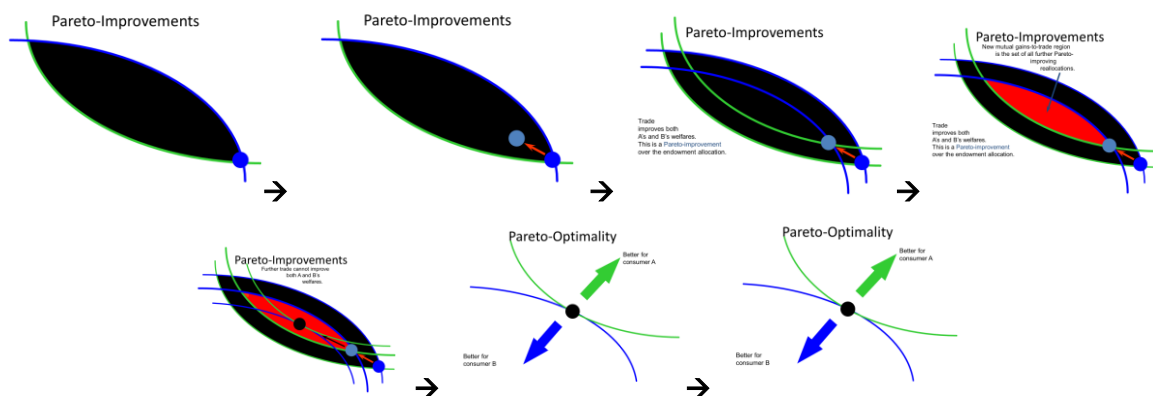 Pareto-Improvements
Pareto-Improvements
Pareto-Improvements
Trade
improves both
A's and B's welfares.
This is a Pareto-improvement
over the endowment allocation.
Pareto-Improvements
New mutual gains-to-trade region
is the set of all further Pareto-
improving
reallocations.
Trade
improves both
A's and B's welfares.
This is a Pareto-improvement
over the endowment allocation.
Pareto-Improvements
Further trade cannot improve
both A and B's
welfares.
Pareto-Optimality
Better for
consumer A
Better for
consumer B
Pareto-Optimality
Better for
consumer A
Better for
consumer B